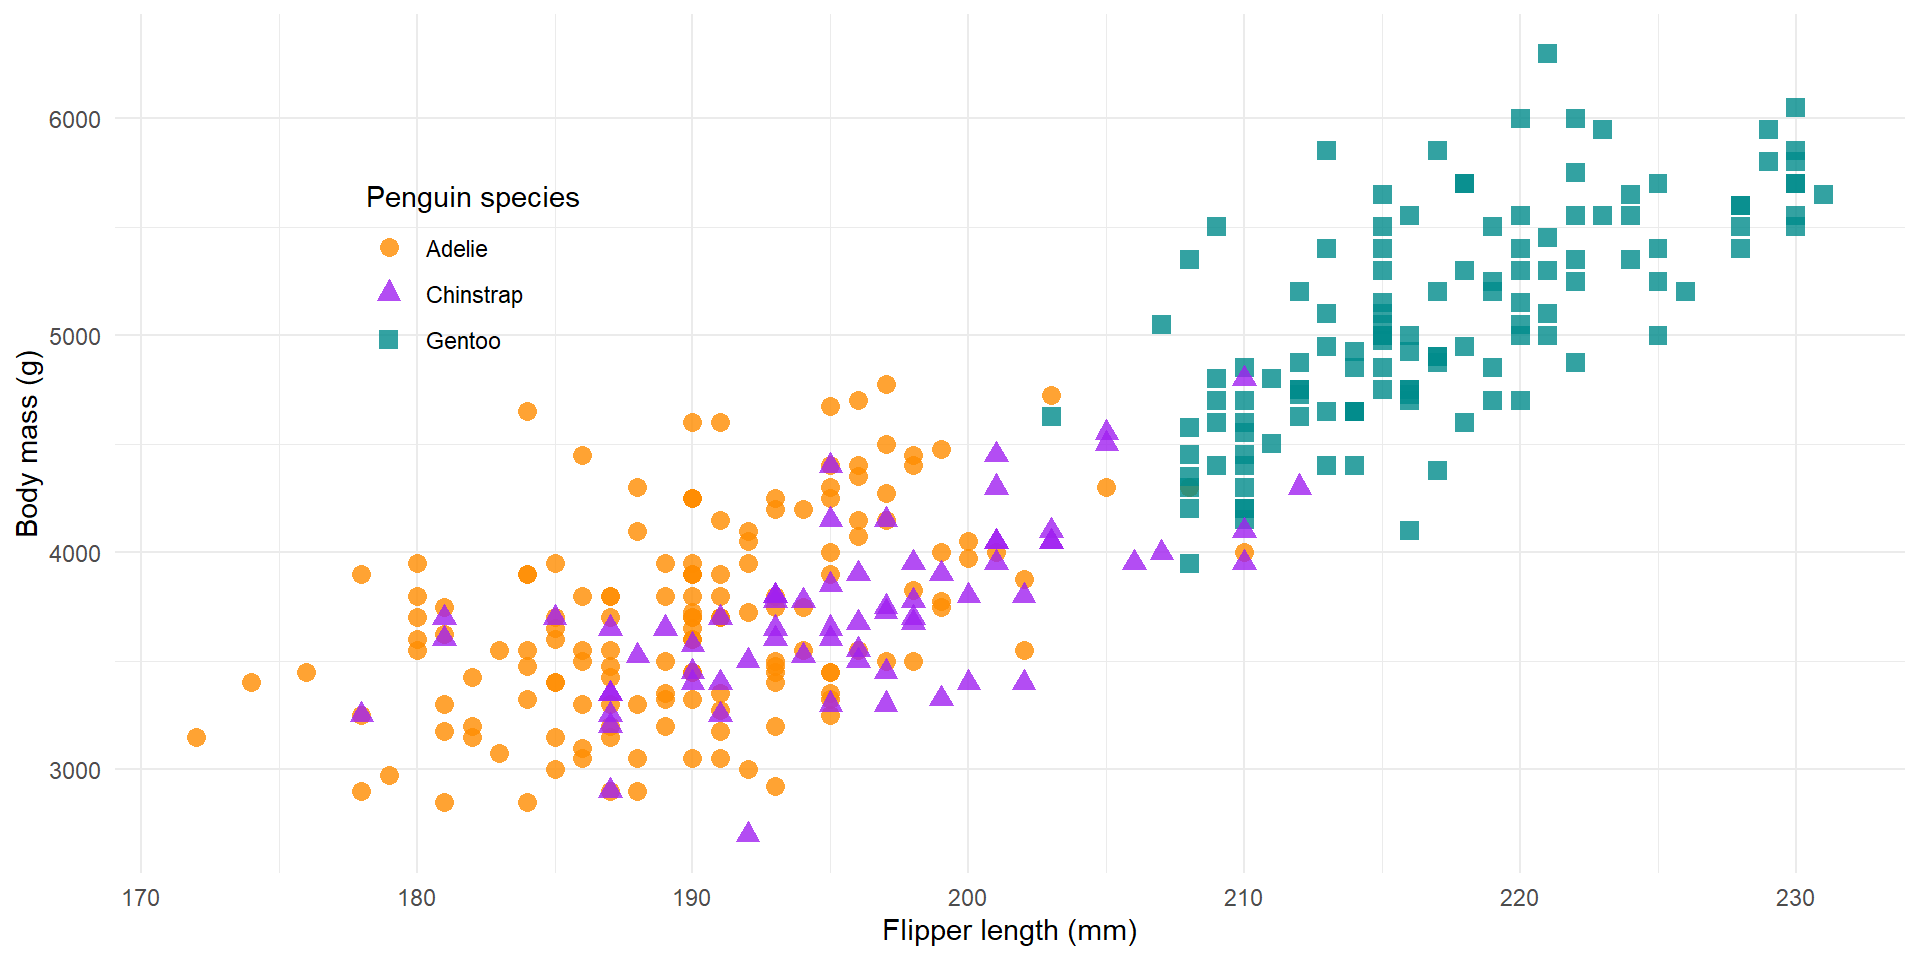 6000
5000
4000
3000
Body mass (g)
Penguin species
Adelie
Chinstrap
Gentoo
170 180 190 200 210 220 230
Flipper length (mm)